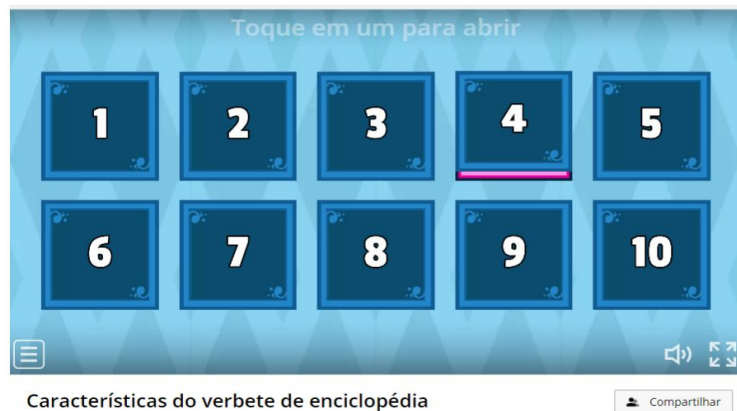 Toque em um para abrir
1 2 3 4 5
6 7 8 9 10
Características do verbete de enciclopédia
Compartilhar